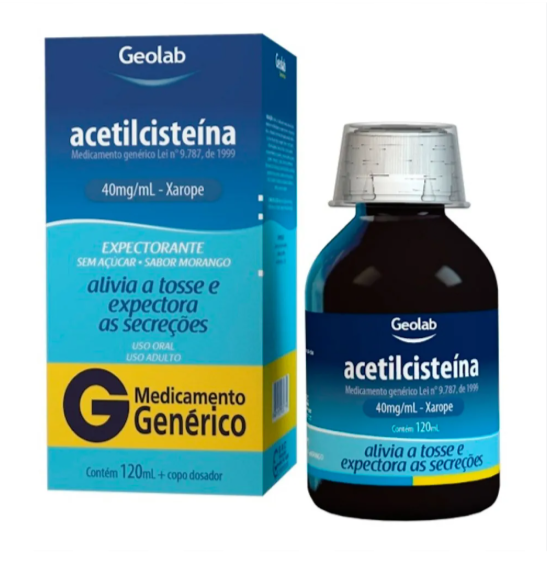 Geolab
acetilcisteína
Medicamento genérico Lei nº 9.787, de 1999
40mg/mL - Xarope
EXPECTORANTE
SEM AÇÚCAR • SABOR MORANGO
alivia a tosse e
expectora
as secreções
USO ORAL
USO ADULTO
G Medicamento
Genérico
Contém 120mL + copo dosador
Geolab
acetilcisteína
Medicamento genérico Lei nº 9.787, de 1999
40mg/mL - Xarope
Contém 120mL
alivia a tosse e
expectora as secreções